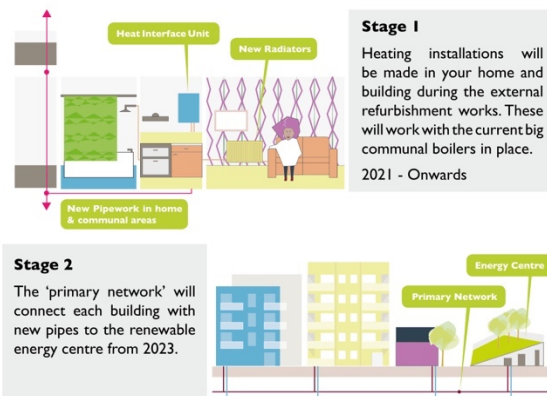 Heat Interface Unit
New Radiators
New Pipework in home
& communal areas
Stage 1
Heating installations will
be made in your home and
building during the external
refurbishment works. These
will work with the current big
communal boilers in place.
2021 - Onwards
Stage 2
The ‘primary network’ will
connect each building with
new pipes to the renewable
energy centre from 2023.
Energy Centre
Primary Network